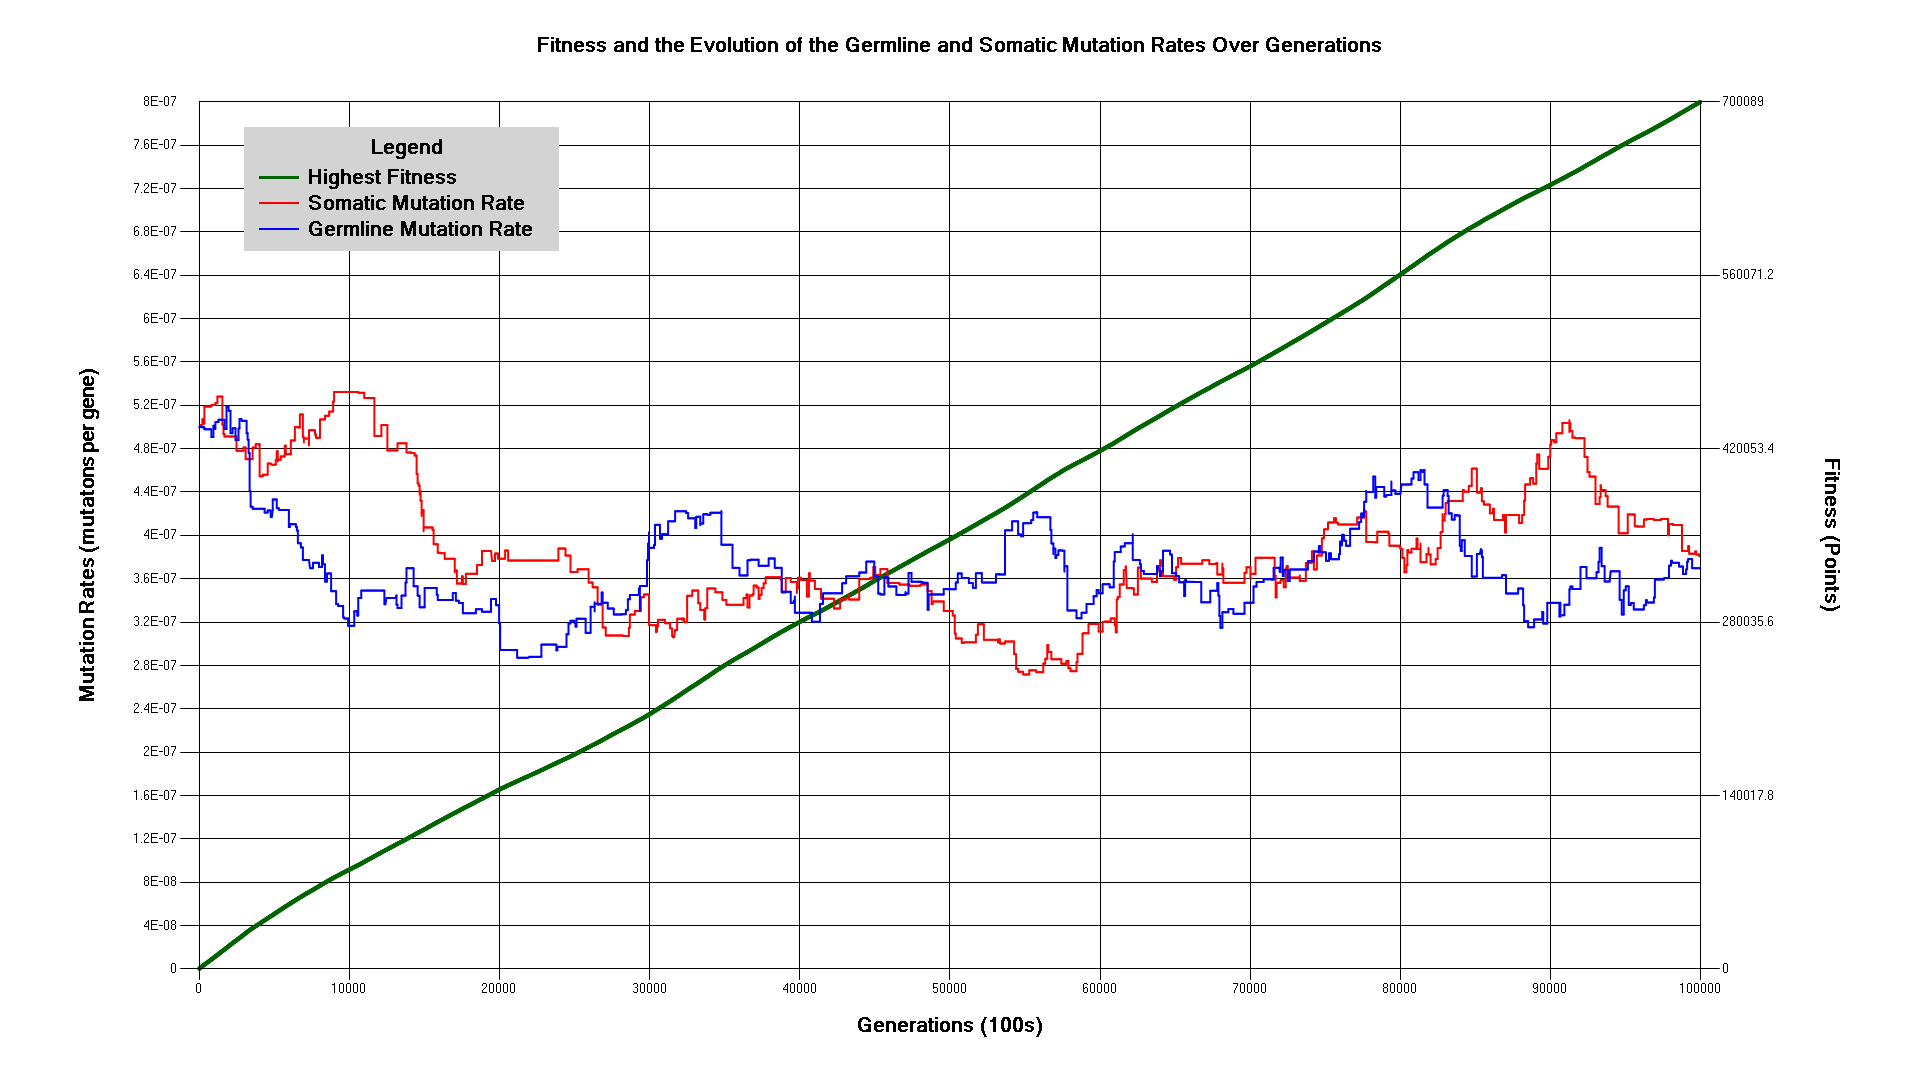 Fitness and the Evolution of the Germline and Somatic Mutation Rates Over Generations
Legend
Highest Fitness
Somatic Mutation Rate
Germline Mutation Rate
Mutation Rates (mutatons per gene)
8E-07
7.6E-07
7.2E-07
6.8E-07
6.4E-07
6E-07
5.6E-07
5.2E-07
4.8E-07
4.4E-07
4E-07
3.6E-07
3.2E-07
2.8E-07
2.4E-07
2E-07
1.6E-07
1.2E-07
8E-08
4E-08
0
700089
560071.2
420053.4
280035.6
140017.8
0
Fitness (Points)
0 10000 20000 30000 40000 50000 60000 70000 80000 90000 100000
Generations (100s)